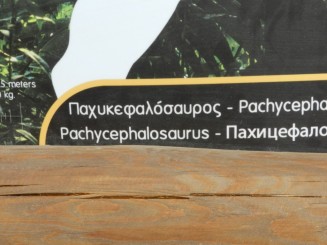 5 meters
kg.
Παχυκεφαλόσαυρος - Pachycepha
Pachycephalosaurus - Пахицефало